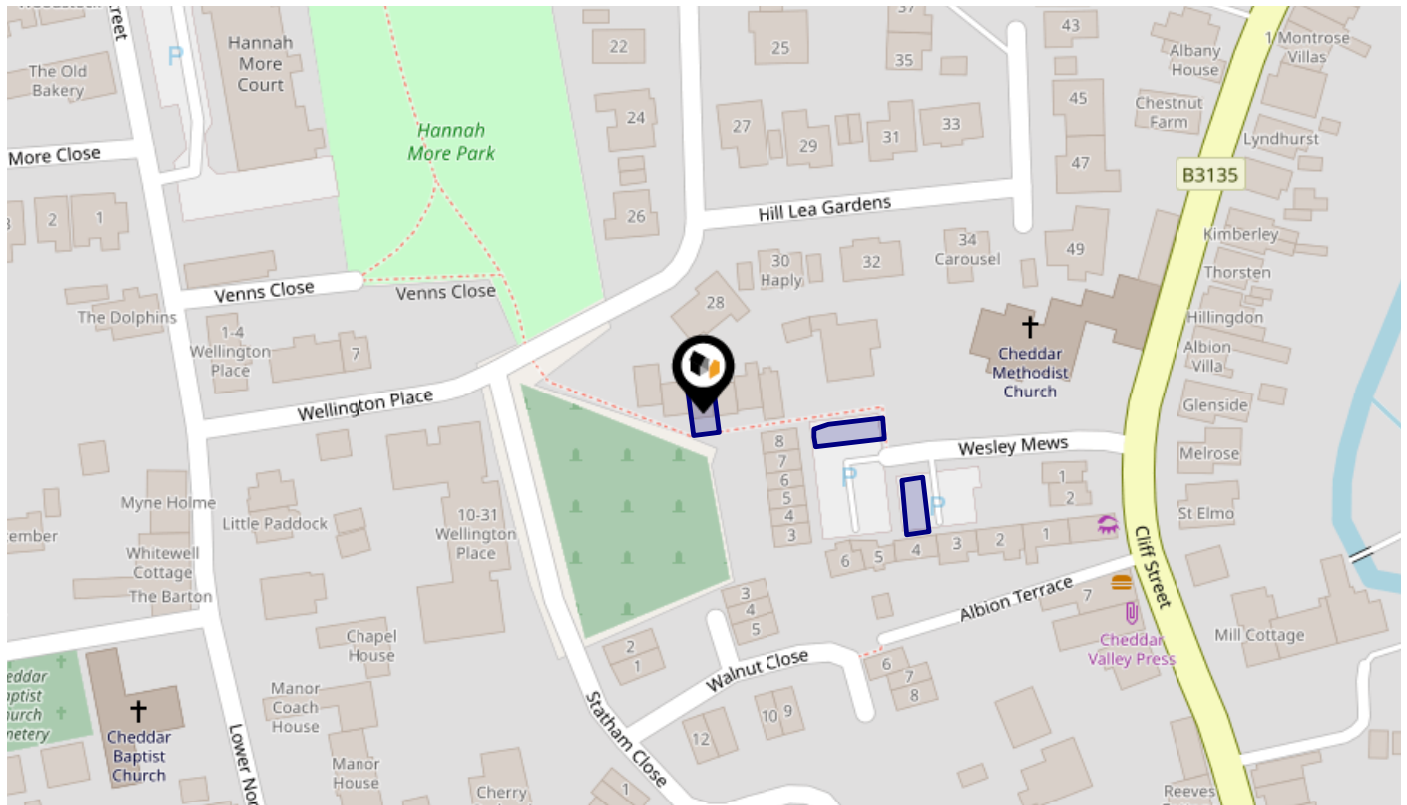 Hannah
More
Court
P
The Old
Bakery
More Close
2
1
Hannah
More Park
22
24
26
25
37
35
27
29
31
33
43
45
47
49
Albany
House
1 Montrose
Villas
Chestnut
Farm
Lyndhurst
B3135
Hill Lea Gardens
30
Haply
32
34
Carousel
28
Kimberley
Thorsten
Hillingdon
Albion
Villa
Glenside
Melrose
St Elmo
Venns Close
Venns Close
The Dolphins
1-4
Wellington
Place
7
Wellington Place
Cheddar
Methodist
Church
Wesley Mews
P
P
8
7
6
5
4
3
1
2
6
5
4
3
2
1
Cliff Street
Albion Terrace
7
Cheddar
Valley Press
Mill Cottage
Myne Holme
Little Paddock
10-31
Wellington
Place
Whitewell
Cottage
The Barton
Chapel
House
Manor
Coach
House
Manor
House
Cherry
Cheddar
Baptist
Church
Statham Close
Walnut Close
3
4
5
2
1
6
7
8
10
9
12
1
Reeves